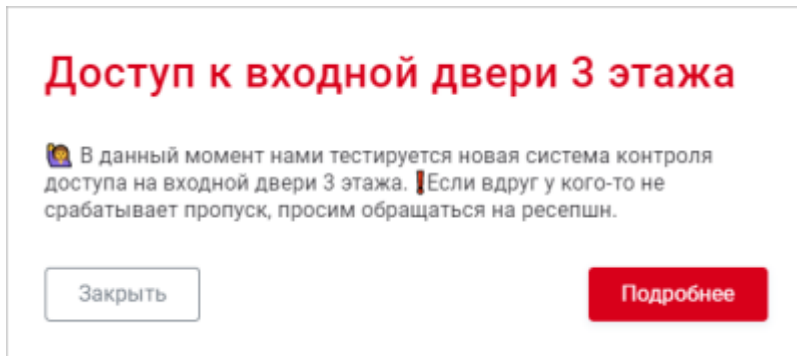 Доступ к входной двери 3 этажа
🙋‍♀️ В данный момент нами тестируется новая система контроля
доступа на входной двери 3 этажа. ❗Если вдруг у кого-то не
срабатывает пропуск, просим обращаться на ресепшн.
Закрыть
Подробнее